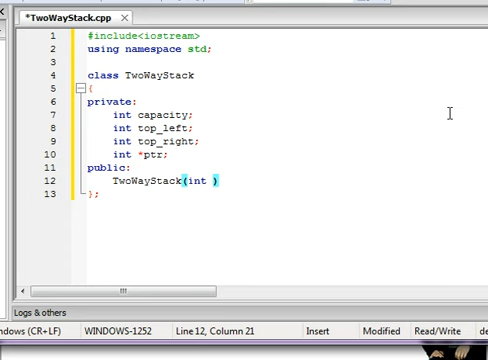 *TwoWayStack.cpp
1 #include<iostream>
2 using namespace std;
3
4 class TwoWayStack
5 {
6 private:
7 int capacity;
8 int top_left;
9 int top_right;
10 int *ptr;
11 public:
12 TwoWayStack(int )
13 };
Logs & others
ndows (CR+LF) WINDOWS-1252 Line 12, Column 21 Insert Modified Read/Write de